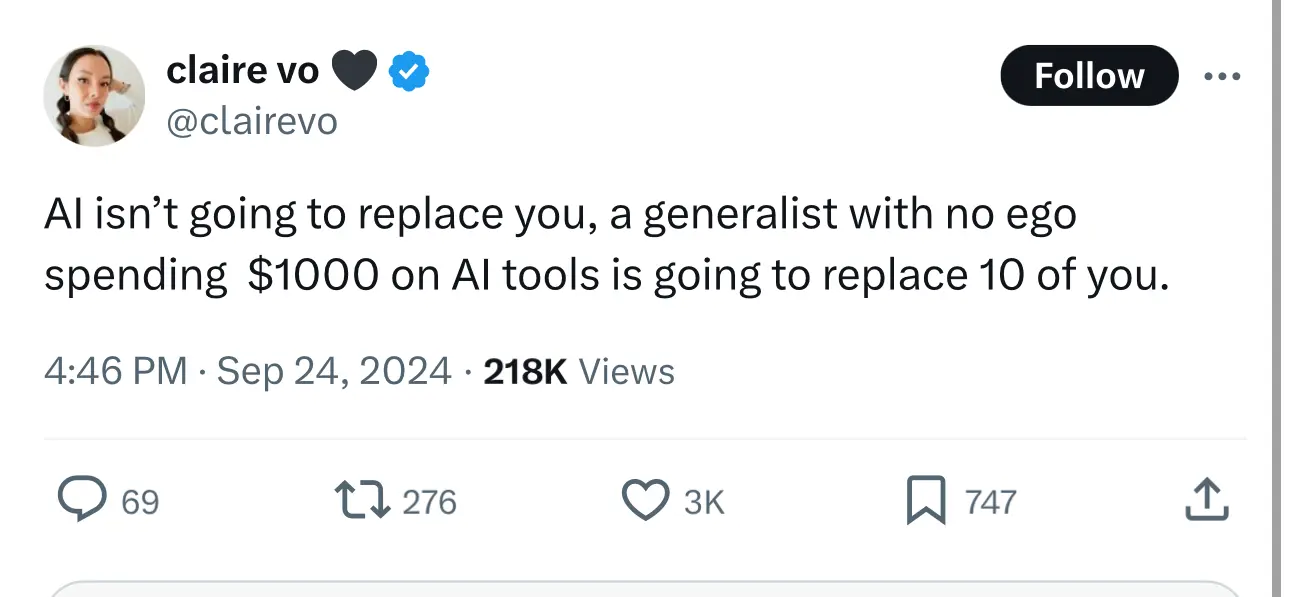 claire vo 🖤
Follow
@clairevo
AI isn’t going to replace you, a generalist with no ego
spending  $1000 on AI tools is going to replace 10 of you.
4:46 PM · Sep 24, 2024 · 218K Views
69 276 3K 747